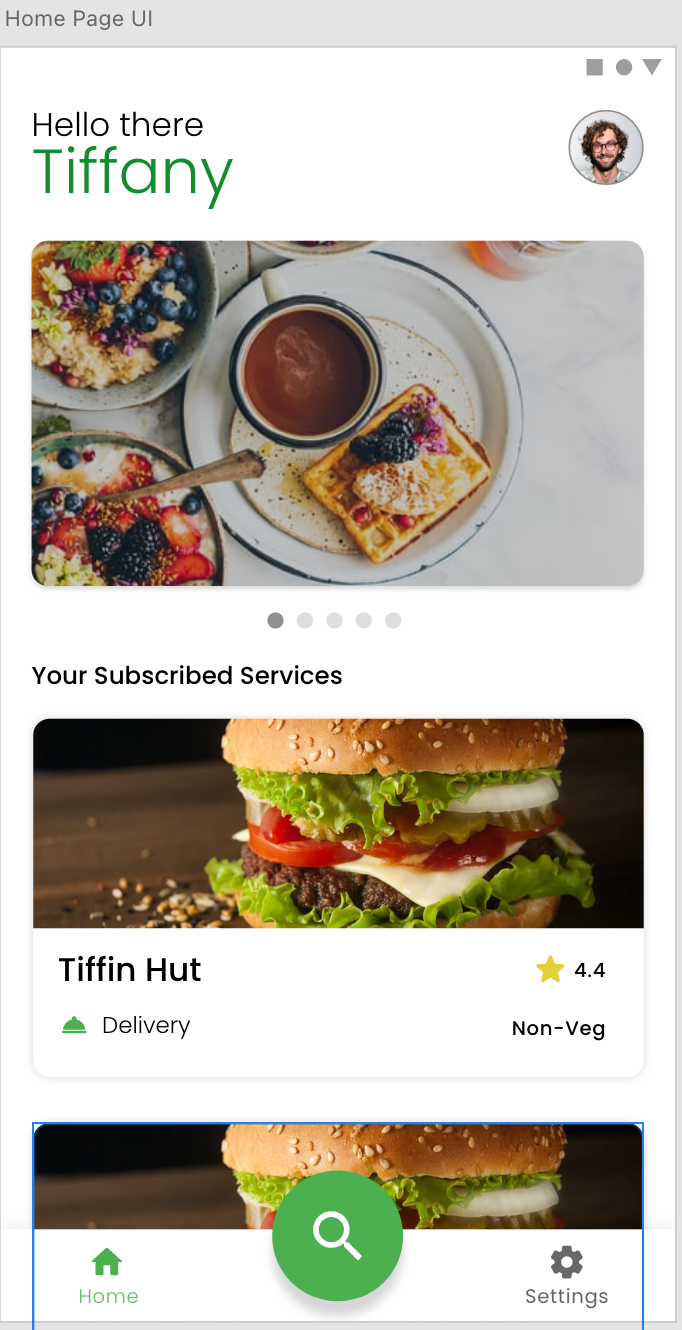 Home Page UI
Hello there
Tiffany
Your Subscribed Services
Tiffin Hut
4.4
Delivery
Non-Veg
Home
Settings